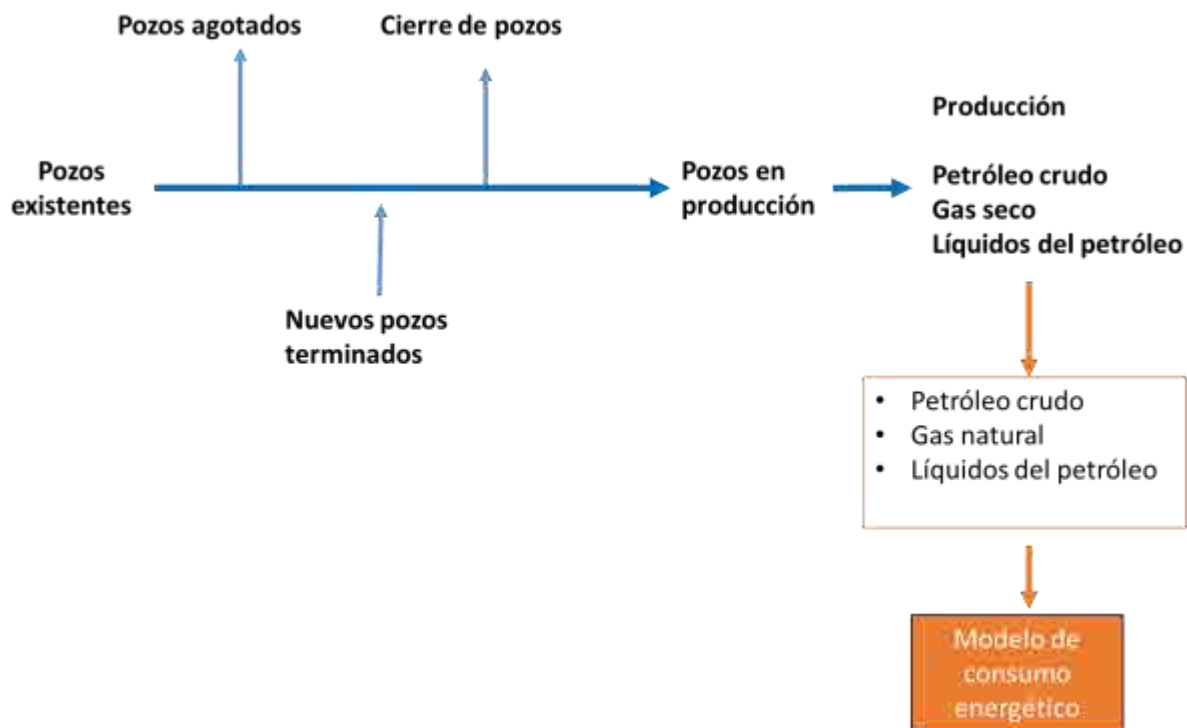 Pozos agotados
Cierre de pozos
Pozos
existentes
Nuevos pozos
terminados
Pozos en
producción
Producción
Petróleo crudo
Gas seco
Líquidos del petróleo
• Petróleo crudo
• Gas natural
• Líquidos del petróleo
Modelo de
consumo
energético